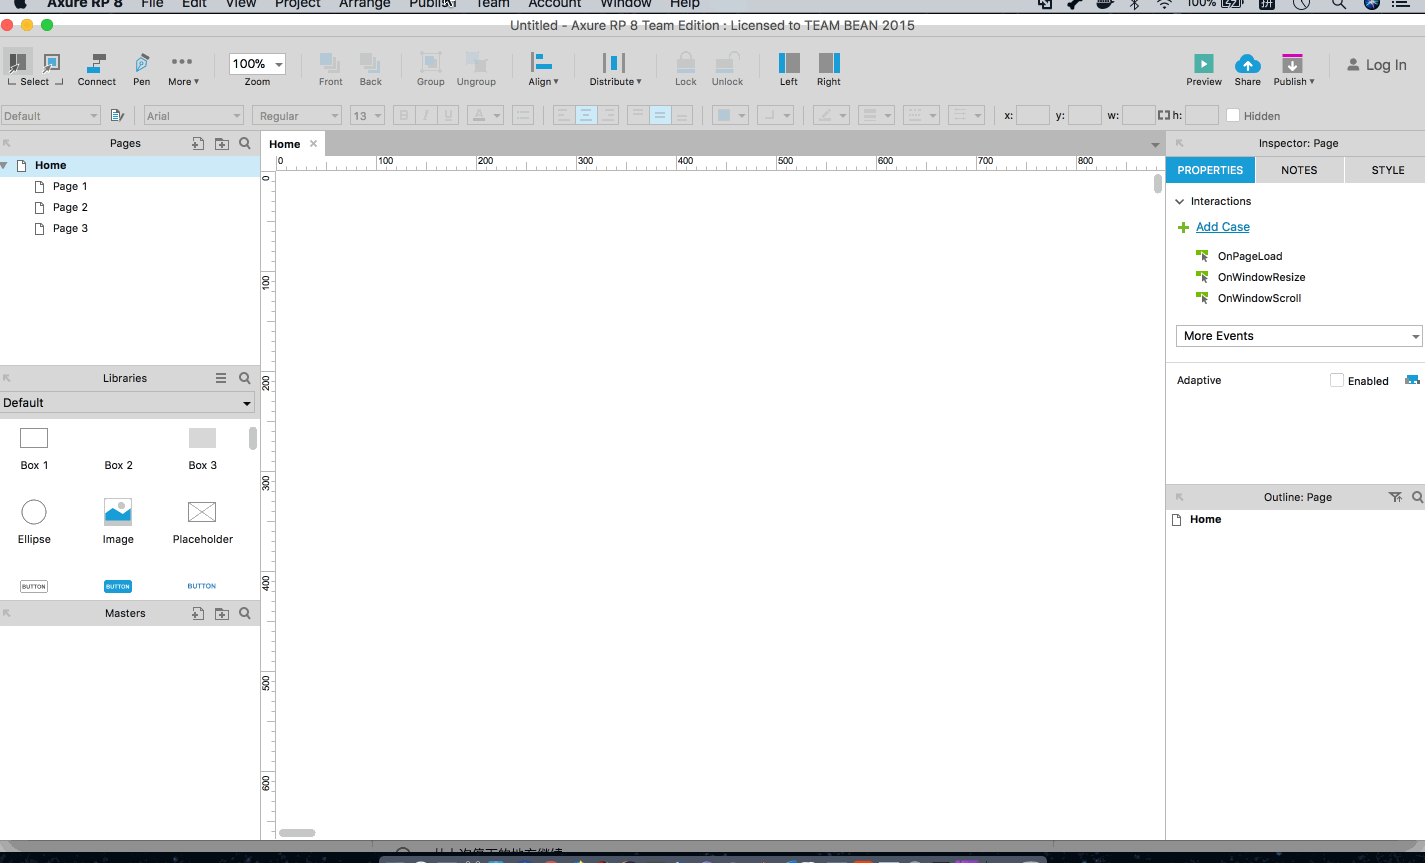 Axure RP 8 File Edit View Project Arrange Publish Team Account Window Help 100%
Untitled - Axure RP 8 Team Edition : Licensed to TEAM BEAN 2015
Select Connect Pen More ▾ 100% Zoom Front Back Group Ungroup Align ▾ Distribute ▾ Lock Unlock Left Right Preview Share Publish ▾ Log In
Default Arial Regular 13 B I U A x: y: w: h: Hidden
Pages
Home
Page 1
Page 2
Page 3
Libraries
Default
Box 1 Box 2 Box 3
Ellipse Image Placeholder
BUTTON BUTTON BUTTON
Masters
Home ×
0 100 200 300 400 500 600 700 800
0
100
200
300
400
500
600
Inspector: Page
PROPERTIES NOTES STYLE
Interactions
Add Case
OnPageLoad
OnWindowResize
OnWindowScroll
More Events
Adaptive Enabled
Outline: Page
Home